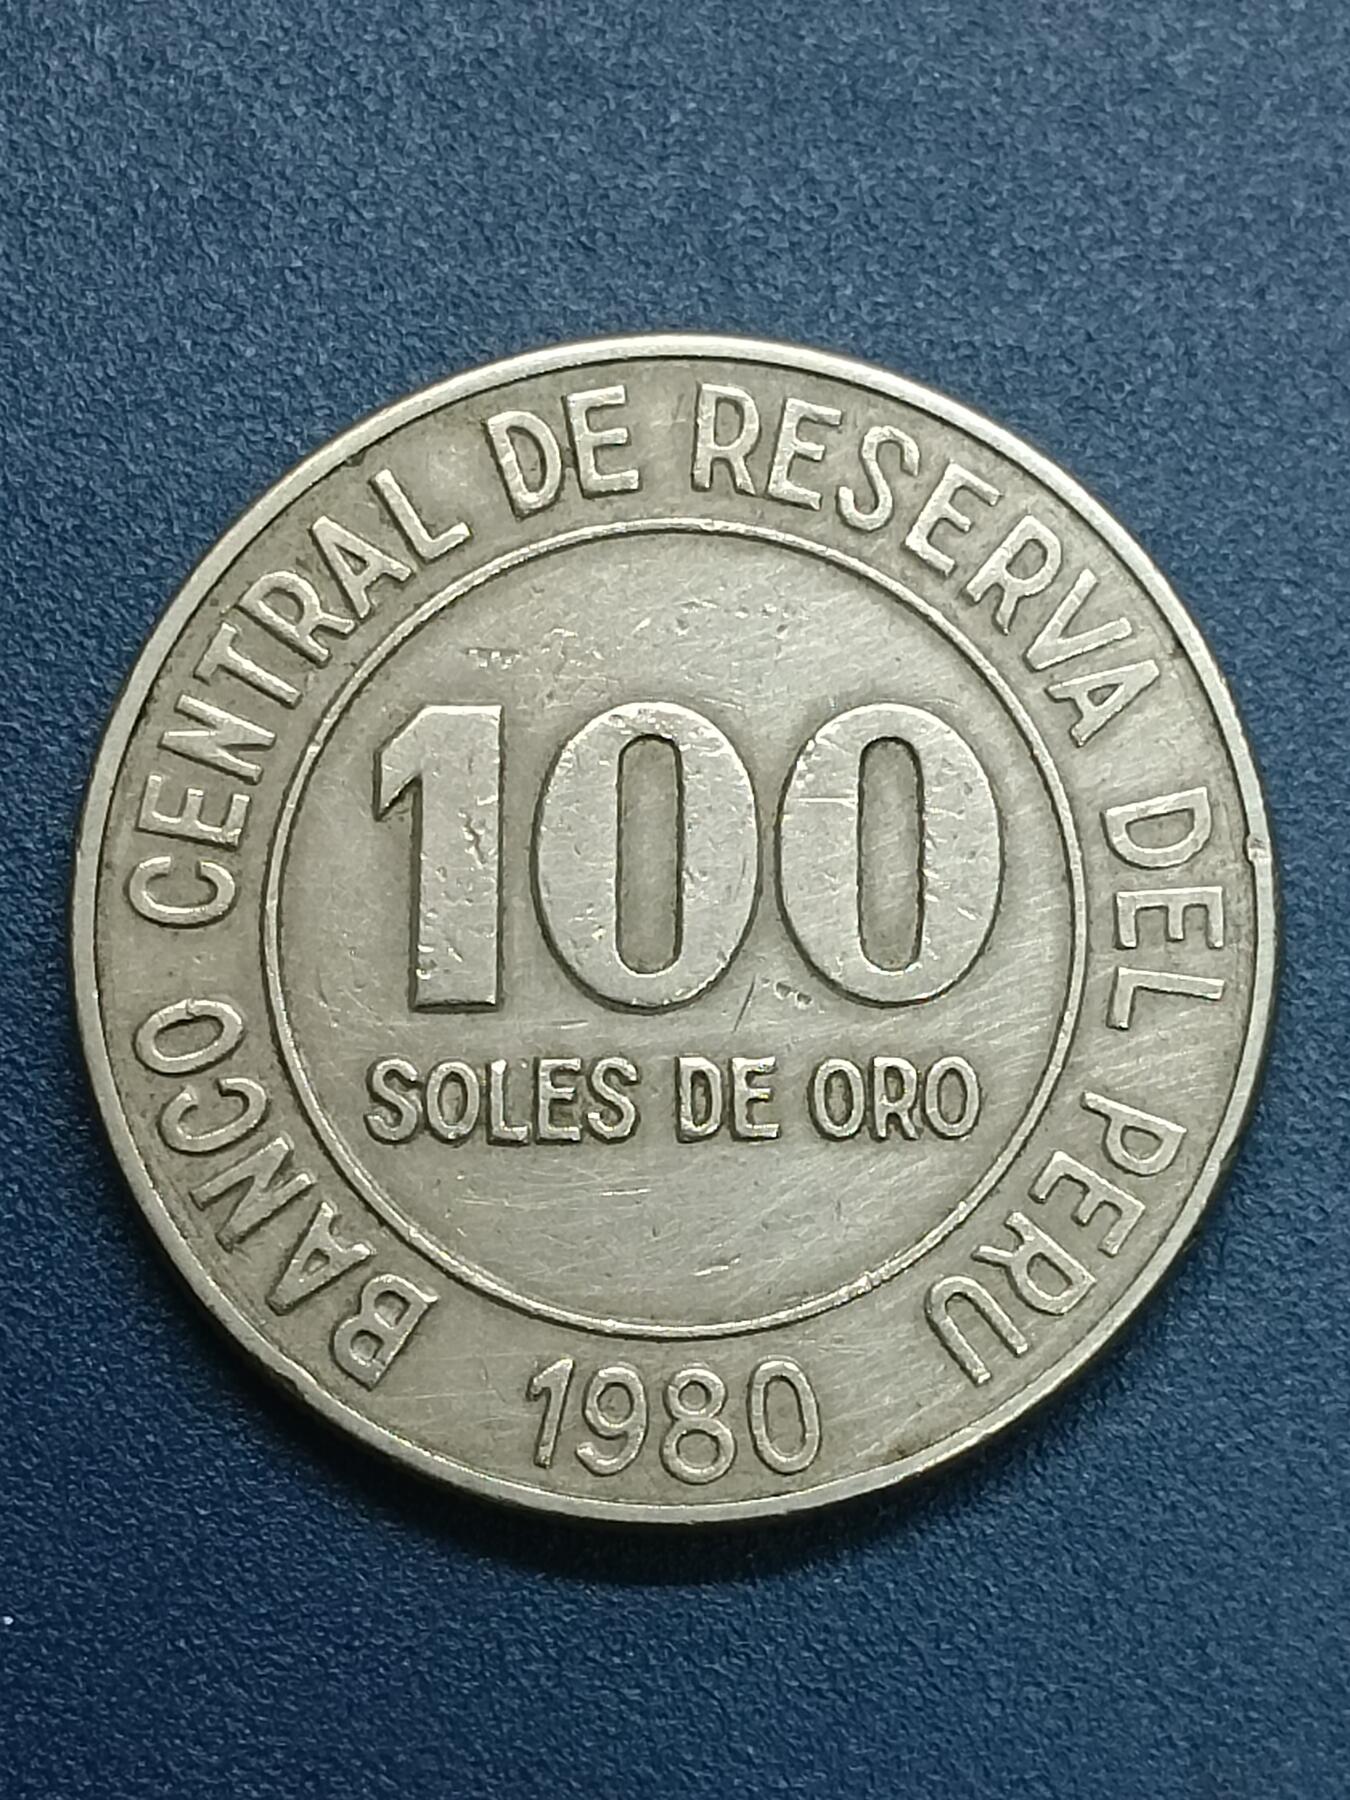 BANCO CENTRAL DE RESERVA DEL PERU
100
SOLES DE ORO
1980